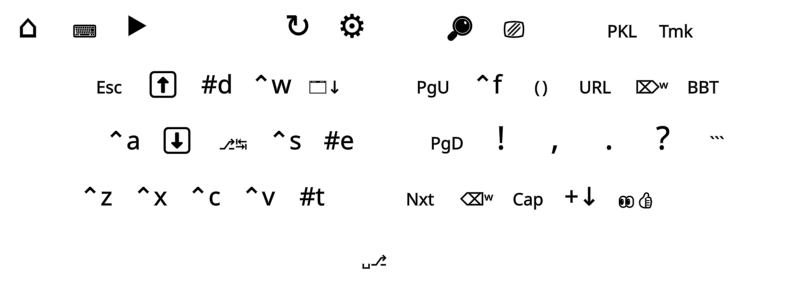 ⌂ ⌨ ▶ ↻ ⚙ 🔎 ⎚ PKL Tmk
Esc ⬆ #d ^w 🗔↓ PgU ^f () URL ⌦ʷ BBT
^a ⬇ ⎇↹ ^s #e PgD ! , . ? ```
^z ^x ^c ^v #t Nxt ⌫ʷ Cap +↓ 👀👍
␣⎇